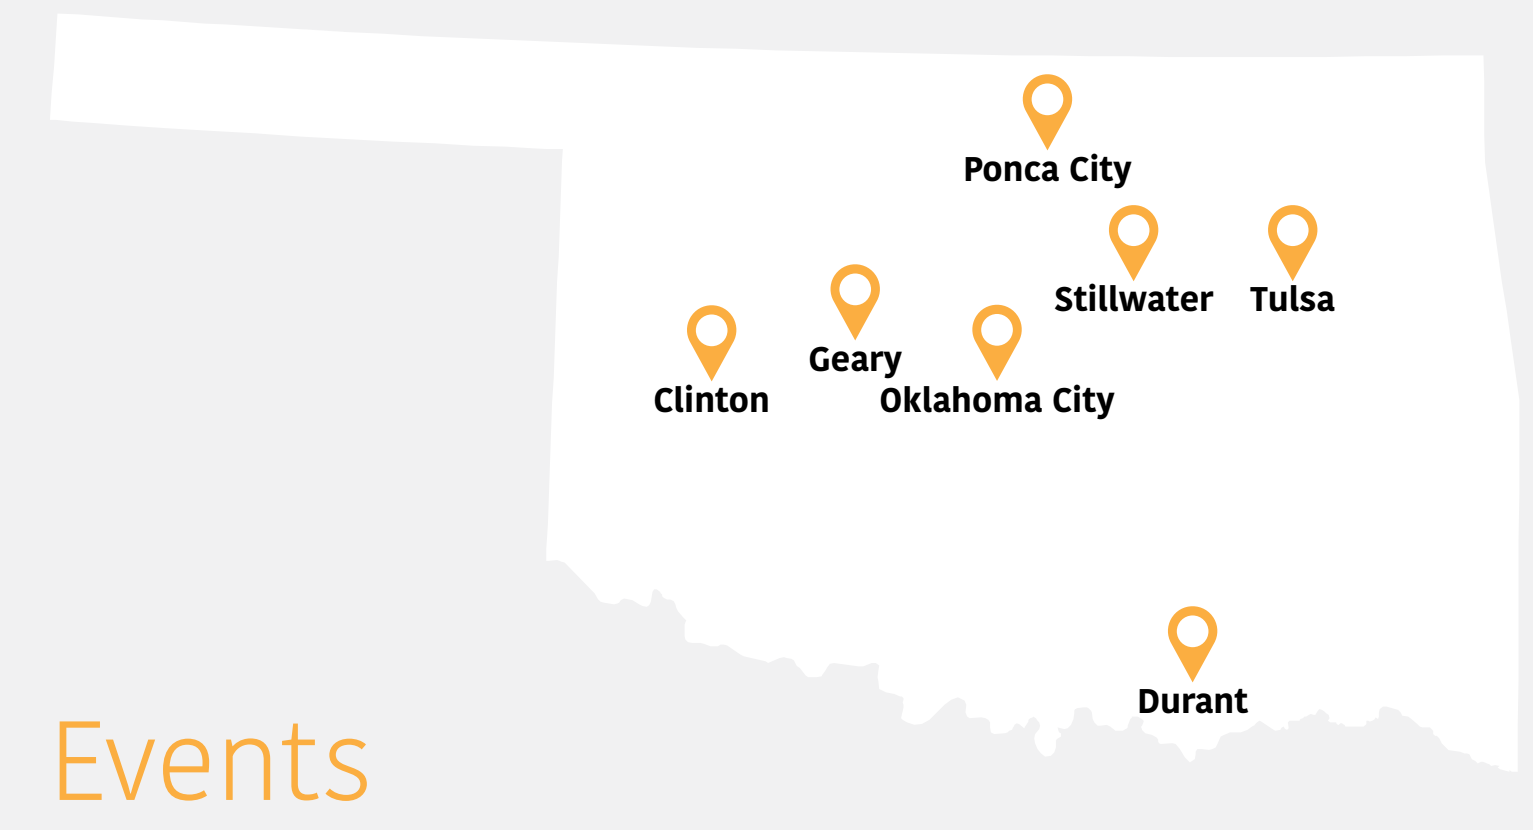 Ponca City
Stillwater
Tulsa
Geary
Clinton
Oklahoma City
Durant
Events